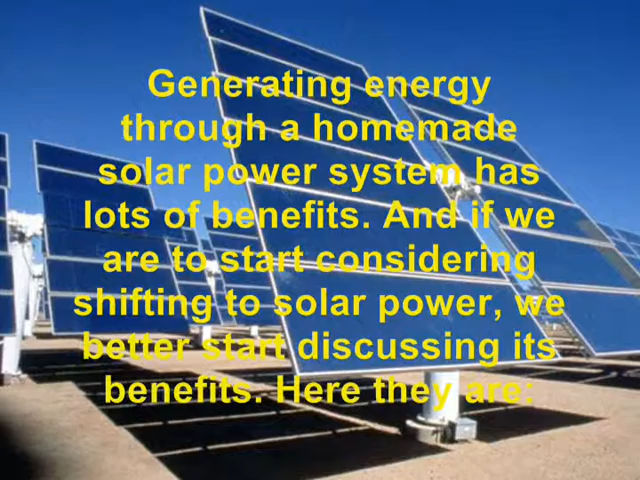 Generating energy
through a homemade
solar power system has
lots of benefits. And if we
are to start considering
shifting to solar power, we
better start discussing its
benefits. Here they are: